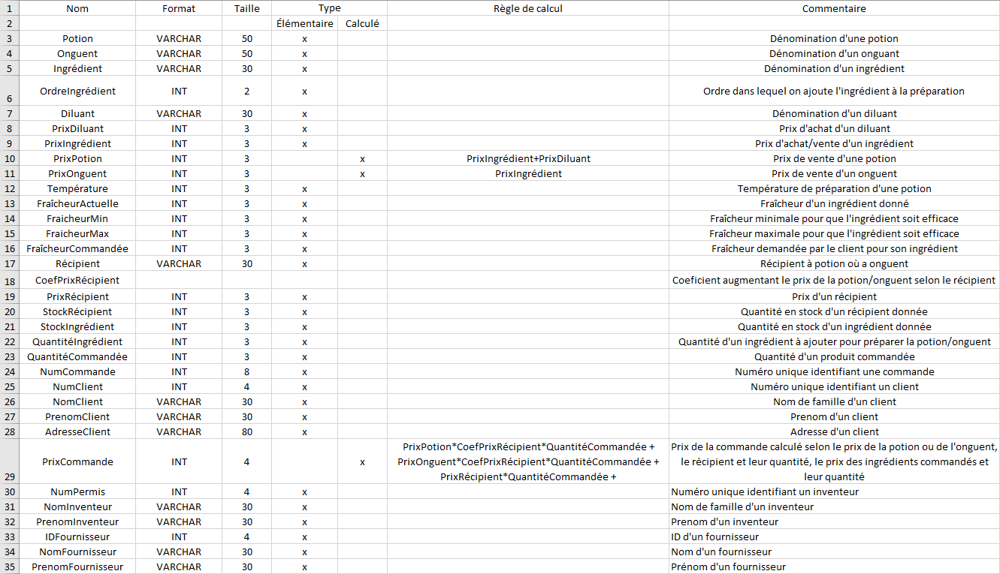 1 Nom Format Taille Type Règle de calcul Commentaire
2 Élémentaire Calculé
3 Potion VARCHAR 50 x Dénomination d'une potion
4 Onguent VARCHAR 50 x Dénomination d'un onguant
5 Ingrédient VARCHAR 30 x Dénomination d'un ingrédient
6 OrdreIngrédient INT 2 x Ordre dans lequel on ajoute l'ingrédient à la préparation
7 Diluant VARCHAR 30 x Dénomination d'un diluant
8 PrixDiluant INT 3 x Prix d'achat d'un diluant
9 PrixIngrédient INT 3 x Prix d'achat/vente d'un ingrédient
10 PrixPotion INT 3 x PrixIngrédient+PrixDiluant Prix de vente d'une potion
11 PrixOnguent INT 3 x PrixIngrédient Prix de vente d'un onguent
12 Température INT 3 x Température de préparation d'une potion
13 FraîcheurActuelle INT 3 x Fraîcheur d'un ingrédient donné
14 FraicheurMin INT 3 x Fraîcheur minimale pour que l'ingrédient soit efficace
15 FraicheurMax INT 3 x Fraîcheur maximale pour que l'ingrédient soit efficace
16 FraîcheurCommandée INT 3 x Fraîcheur demandée par le client pour son ingrédient
17 Récipient VARCHAR 30 x Récipient à potion où a onguent
18 CoefPrixRécipient Coeficient augmentant le prix de la potion/onguent selon le récipient
19 PrixRécipient INT 3 x Prix d'un récipient
20 StockRécipient INT 3 x Quantité en stock d'un récipient donnée
21 StockIngrédient INT 3 x Quantité en stock d'un ingrédient donnée
22 QuantitéIngrédient INT 3 x Quantité d'un ingrédient à ajouter pour préparer la potion/onguent
23 QuantitéCommandée INT 3 x Quantité d'un produit commandée
24 NumCommande INT 8 x Numéro unique identifiant une commande
25 NumClient INT 4 x Numéro unique identifiant un client
26 NomClient VARCHAR 30 x Nom de famille d'un client
27 PrenomClient VARCHAR 30 x Prenom d'un client
28 AdresseClient VARCHAR 80 x Adresse d'un client
PrixPotion*CoefPrixRécipient*QuantitéCommandée + Prix de la commande calculé selon le prix de la potion ou de l'onguent,
PrixCommande INT 4 x PrixOnguent*CoefPrixRécipient*QuantitéCommandée + le récipient et leur quantité, le prix des ingrédients commandés et
29 PrixRécipient*QuantitéCommandée + leur quantité
30 NumPermis INT 4 x Numéro unique identifiant un inventeur
31 NomInventeur VARCHAR 30 x Nom de famille d'un inventeur
32 PrenomInventeur VARCHAR 30 x Prenom d'un inventeur
33 IDFournisseur INT 4 x ID d'un fournisseur
34 NomFournisseur VARCHAR 30 x Nom d'un fournisseur
35 PrenomFournisseur VARCHAR 30 x Prénom d'un fournisseur